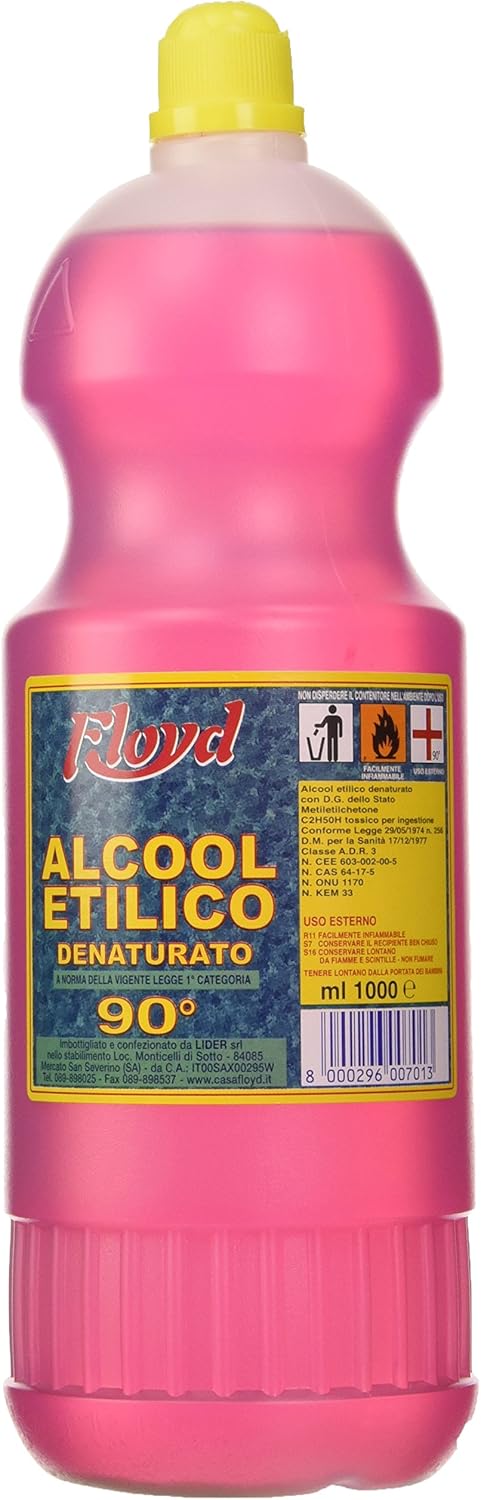 Floyd
ALCOOL
ETILICO
DENATURATO
A NORMA DELLA VIGENTE LEGGE 1ª CATEGORIA
90°
Imbottigliato e confezionato da LIDER srl
nello stabilimento Loc. Monticelli di Sotto - 84085
Mercato San Severino (SA) - da C.A.: IT00SAX00295W
Tel. 089-898025 - Fax 089-898537 - www.casafloyd.it
NON DISPERDERE IL CONTENITORE NELL'AMBIENTE DOPO L'USO
FACILMENTE
INFIAMMABILE
90°
USO ESTERNO
Alcool etilico denaturato
con D.G. dello Stato
Metiletilchetone
C2H50H tossico per ingestione
Conforme Legge 29/05/1974 n. 256
D.M. per la Sanità 17/12/1977
Classe A.D.R. 3
N. CEE 603-002-00-5
N. CAS 64-17-5
N. ONU 1170
N. KEM 33
USO ESTERNO
R11 FACILMENTE INFIAMMABILE
S7 CONSERVARE IL RECIPIENTE BEN CHIUSO
S16 CONSERVARE LONTANO
DA FIAMME E SCINTILLE - NON FUMARE
TENERE LONTANO DALLA PORTATA DEI BAMBINI
ml 1000 e
8 000296 007013